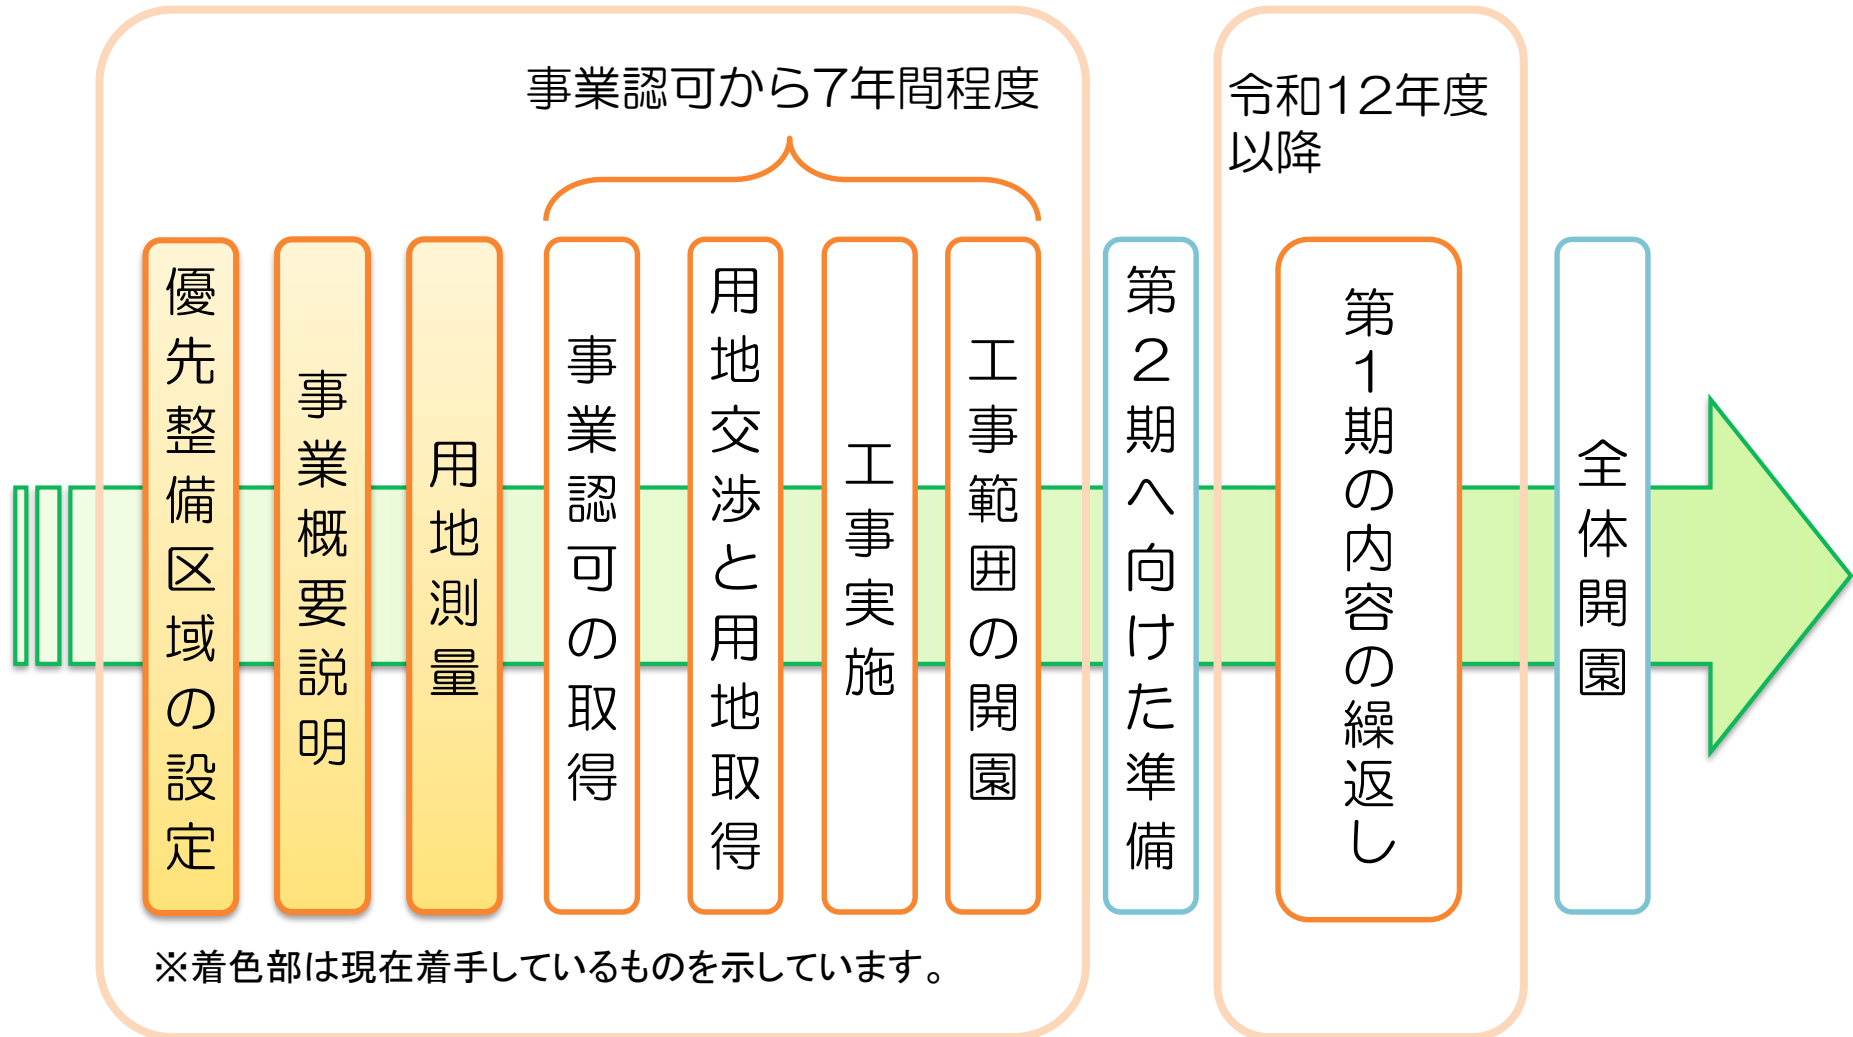 事業認可から7年間程度
令和12年度
以降
優先整備区域の設定
事業概要説明
用地測量
事業認可の取得
用地交渉と用地取得
工事実施
工事範囲の開園
第2期へ向けた準備
第1期の内容の繰返し
全体開園
※着色部は現在着手しているものを示しています。